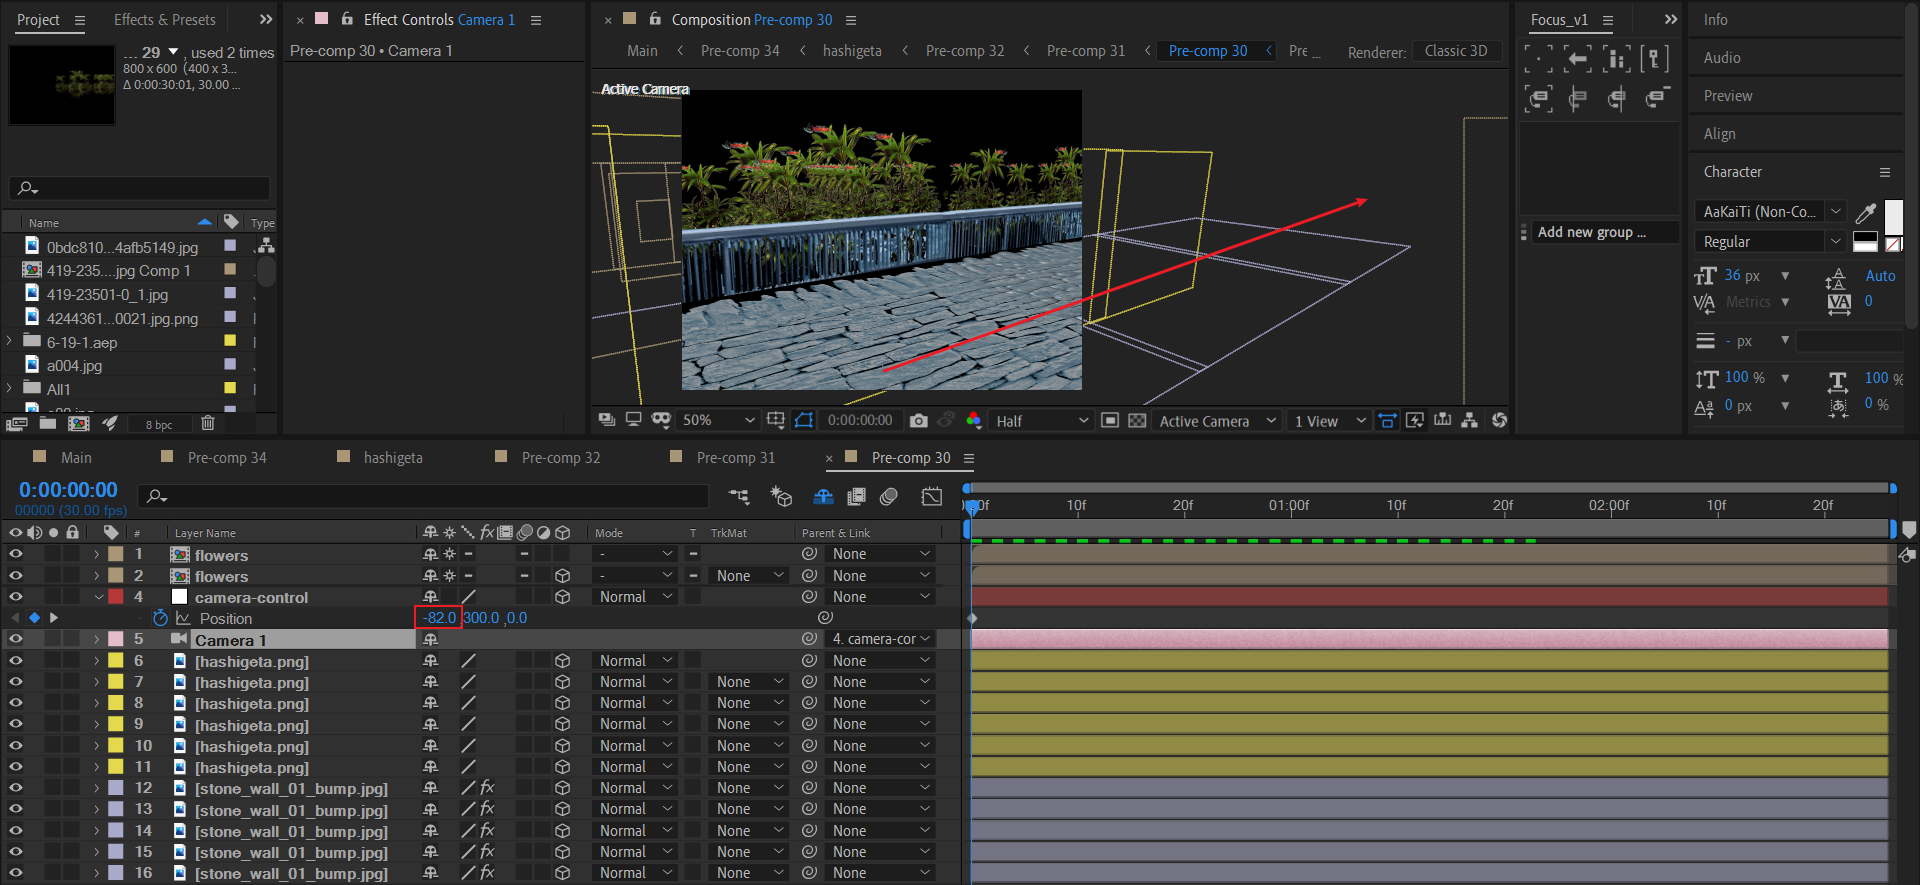 Project
Effects & Presets
... 29 , used 2 times
800 x 600 (400 x 3...
Δ 0:00:30:01, 30.00 ...
Name Type
0bdc810...4afb5149.jpg
419-235....jpg Comp 1
419-23501-0_1.jpg
4244361...0021.jpg.png
6-19-1.aep
a004.jpg
All1
8 bpc
× Effect Controls Camera 1
Pre-comp 30 • Camera 1
× Composition Pre-comp 30
Main < Pre-comp 34 < hashigeta < Pre-comp 32 < Pre-comp 31 < Pre-comp 30 < Pre ... Renderer: Classic 3D
Active Camera
50% 0:00:00:00 Half Active Camera 1 View
Focus_v1
Add new group ...
Info
Audio
Preview
Align
Character
AaKaiTi (Non-Co...
Regular
36 px Auto
Metrics 0
- px
100 % 100 %
0 px 0 %
Main Pre-comp 34 hashigeta Pre-comp 32 Pre-comp 31 × Pre-comp 30
0:00:00:00
00000 (30.00 fps)
10f 20f 01:00f 10f 20f 02:00f 10f 20f
# Layer Name Mode T TrkMat Parent & Link
1 flowers - None
2 flowers - None None
4 camera-control Normal None
Position -82.0 ,300.0 ,0.0
5 Camera 1 4. camera-cor
6 [hashigeta.png] Normal None
7 [hashigeta.png] Normal None None
8 [hashigeta.png] Normal None None
9 [hashigeta.png] Normal None None
10 [hashigeta.png] Normal None None
11 [hashigeta.png] Normal None None
12 [stone_wall_01_bump.jpg] fx Normal None None
13 [stone_wall_01_bump.jpg] fx Normal None None
14 [stone_wall_01_bump.jpg] fx Normal None None
15 [stone_wall_01_bump.jpg] fx Normal None None
16 [stone_wall_01_bump.jpg] fx Normal None None